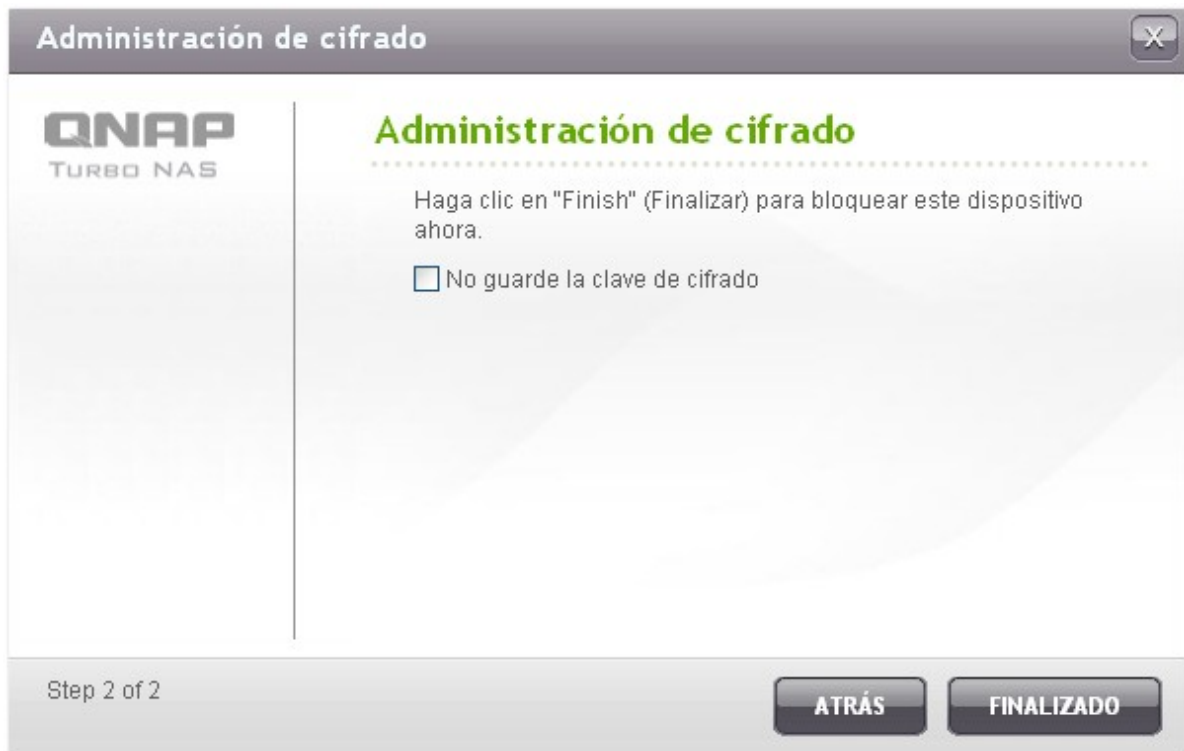 Administración de cifrado
X
QNAP
TURBO NAS
Administración de cifrado
Haga clic en "Finish" (Finalizar) para bloquear este dispositivo
ahora.
No guarde la clave de cifrado
Step 2 of 2
ATRÁS
FINALIZADO